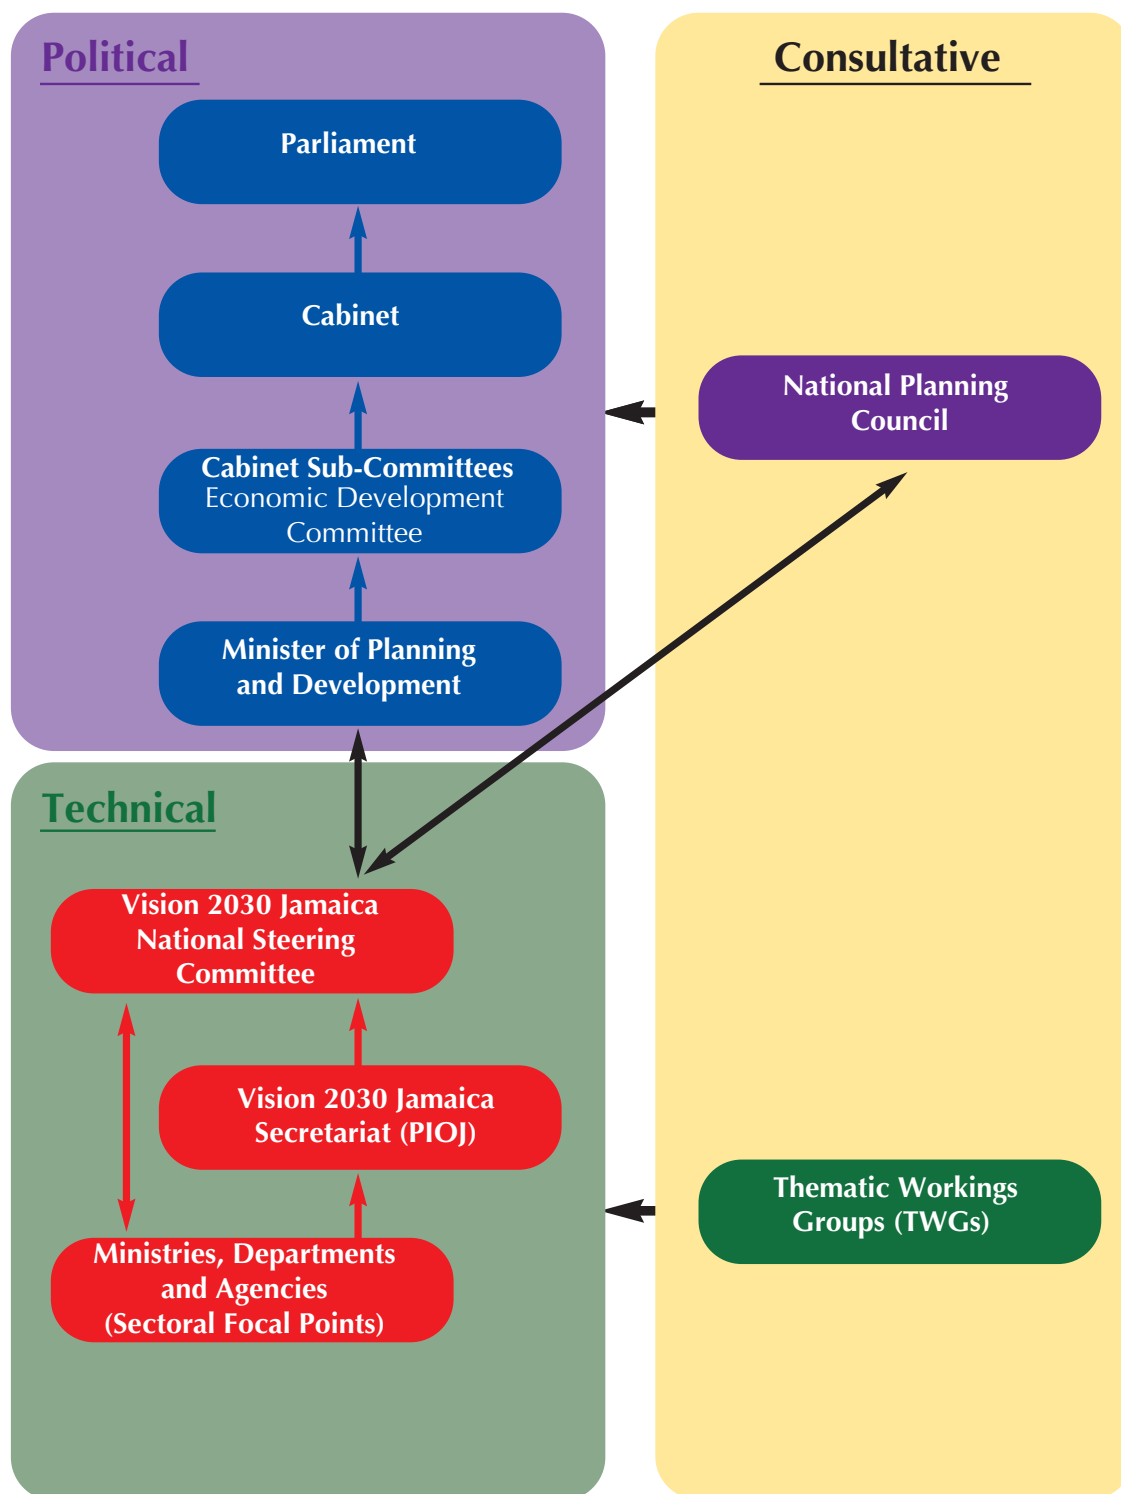 Political
Parliament
Cabinet
Cabinet Sub-Committees
Economic Development
Committee
Minister of Planning
and Development
Technical
Vision 2030 Jamaica
National Steering
Committee
Vision 2030 Jamaica
Secretariat (PIOJ)
Ministries, Departments
and Agencies
(Sectoral Focal Points)
Consultative
National Planning
Council
Thematic Workings
Groups (TWGs)